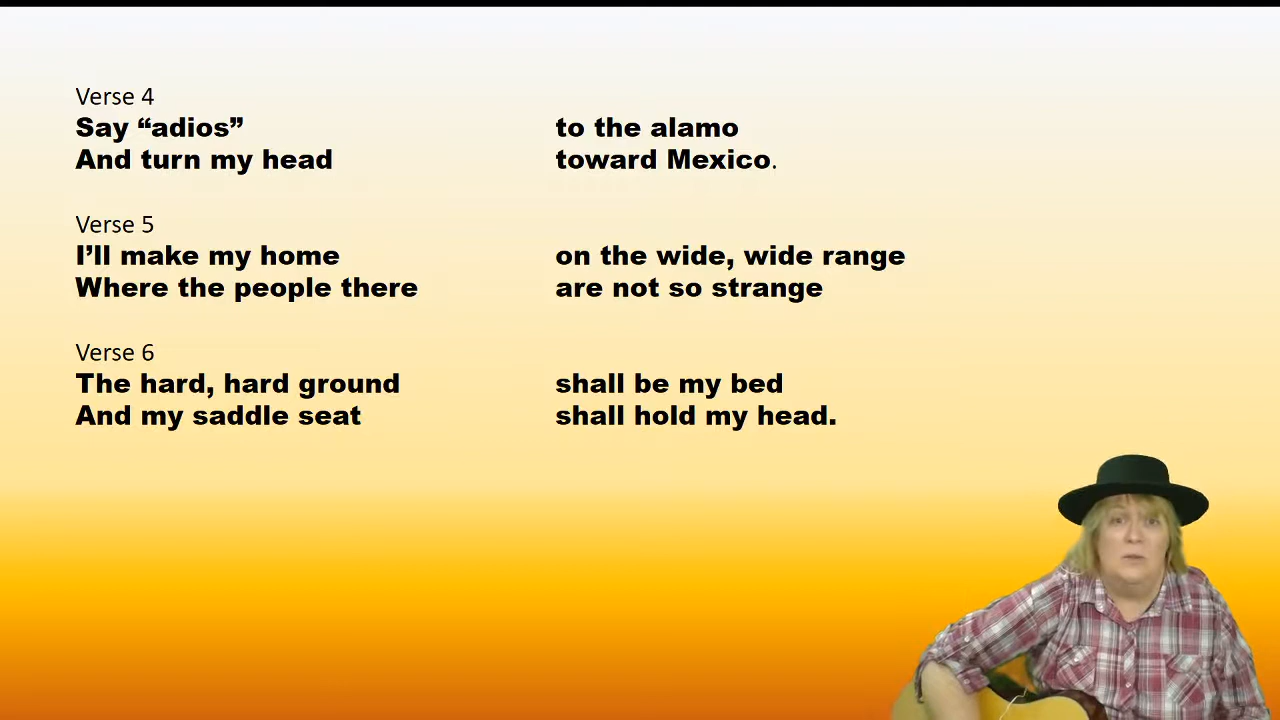 Verse 4
Say “adios” to the alamo
And turn my head toward Mexico.
Verse 5
I’ll make my home on the wide, wide range
Where the people there are not so strange
Verse 6
The hard, hard ground shall be my bed
And my saddle seat shall hold my head.